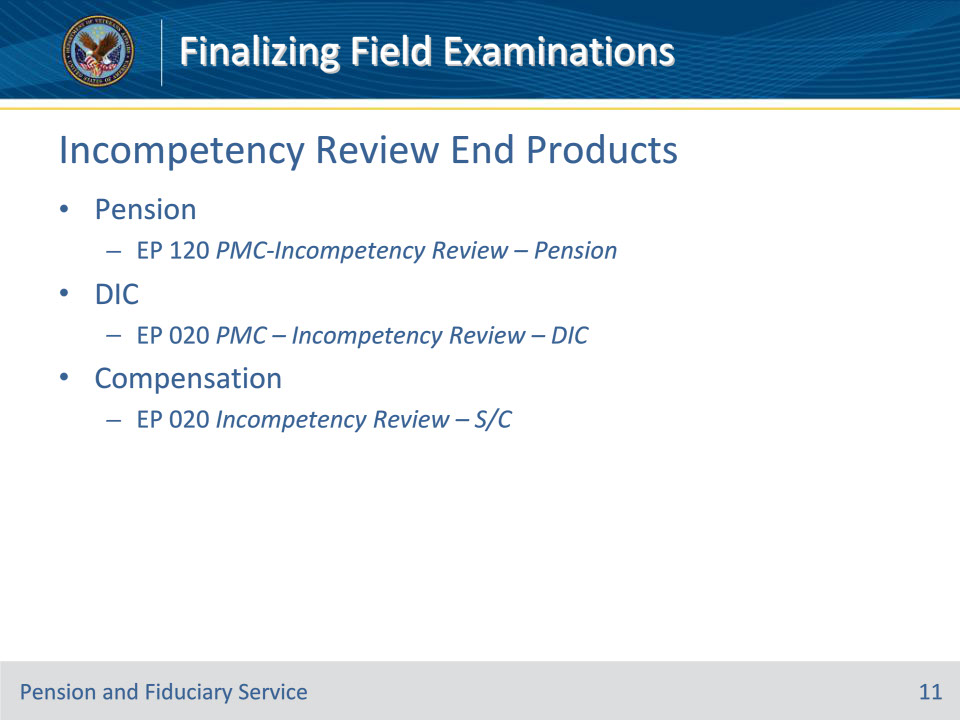 Finalizing Field Examinations
Incompetency Review End Products
• Pension
– EP 120 PMC-Incompetency Review – Pension
• DIC
– EP 020 PMC – Incompetency Review – DIC
• Compensation
– EP 020 Incompetency Review – S/C
Pension and Fiduciary Service
11